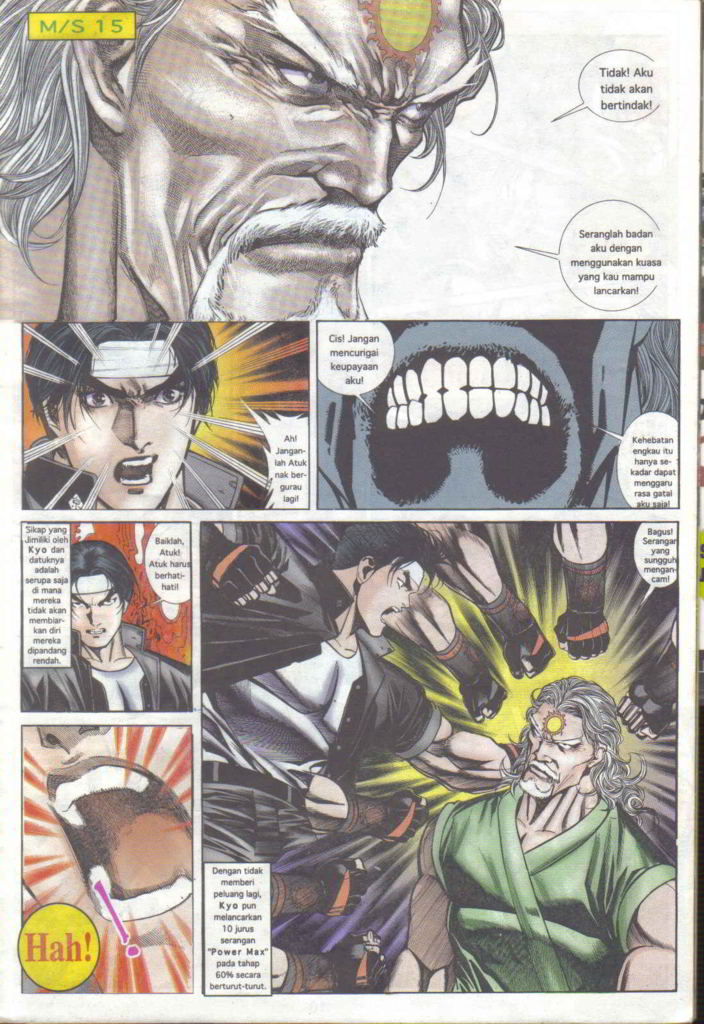 M/S 15
Tidak! Aku
tidak akan
bertindak!
Seranglah badan
aku dengan
menggunakan kuasa
yang kau mampu
lancarkan!
Ah!
Jangan-
lah Atuk
nak ber-
gurau
lagi!
Cis! Jangan
mencurigai
keupayaan
aku!
Kehebatan
engkau itu
hanya se-
kadar dapat
menggaru
rasa gatal
aku saja!
Sikap yang
Jimiliki oleh
Kyo dan
datuknya
adalah
serupa saja
di mana
mereka
tidak akan
membiar-
kan diri
mereka
dipandang
rendah.
Baiklah,
Atuk!
Atuk harus
berhati-
hati!
Bagus!
Serangan
yang
sungguh
mengan-
cam!
Hah!
Dengan tidak
memberi
peluang lagi,
Kyo pun
melancarkan
10 jurus
serangan
"Power Max"
pada tahap
60% secara
berturut-turut.